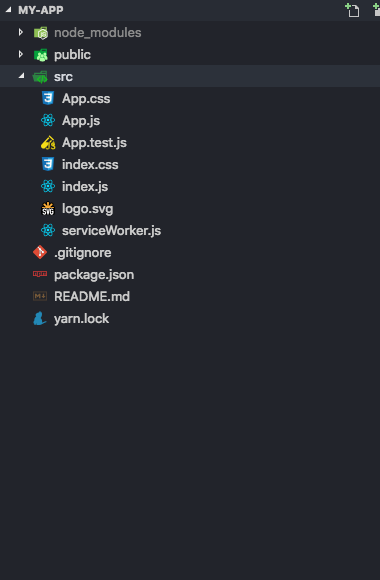 MY-APP
node_modules
public
src
App.css
App.js
App.test.js
index.css
index.js
SVG
logo.svg
serviceWorker.js
.gitignore
package.json
README.md
yarn.lock